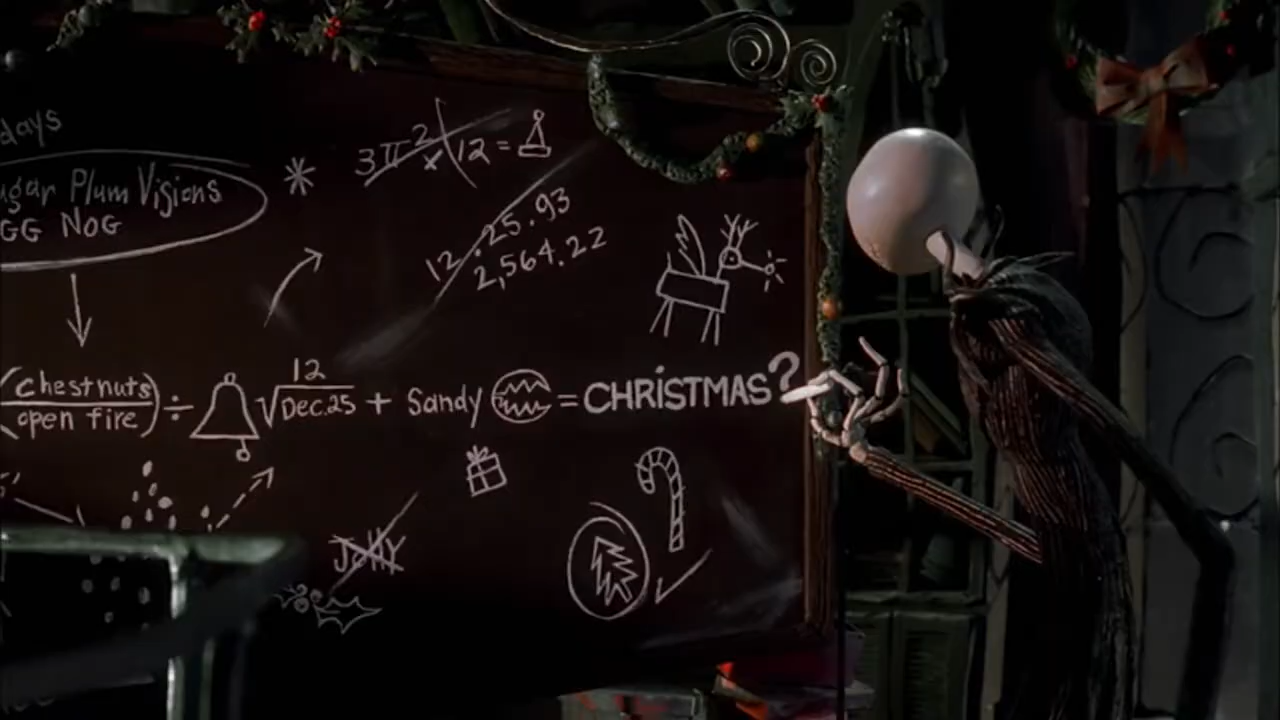 days
ugar Plum Visions
GG NOG
*
3π² x 12 =
12.25.93
2,564.22
(chestnuts
open fire) ÷ √12
Dec.25 + Sandy = CHRiSTMAS?
JOLLY